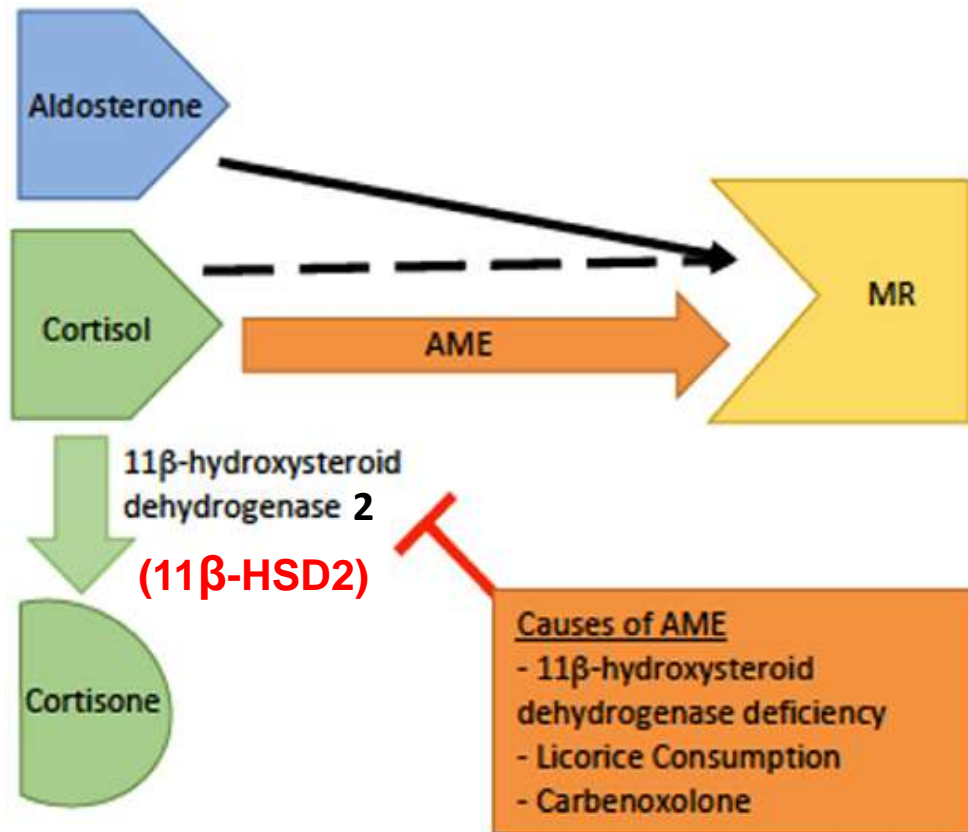 Aldosterone
Cortisol
AME
MR
11β-hydroxysteroid
dehydrogenase 2
(11β-HSD2)
Cortisone
Causes of AME
- 11β-hydroxysteroid
dehydrogenase deficiency
- Licorice Consumption
- Carbenoxolone